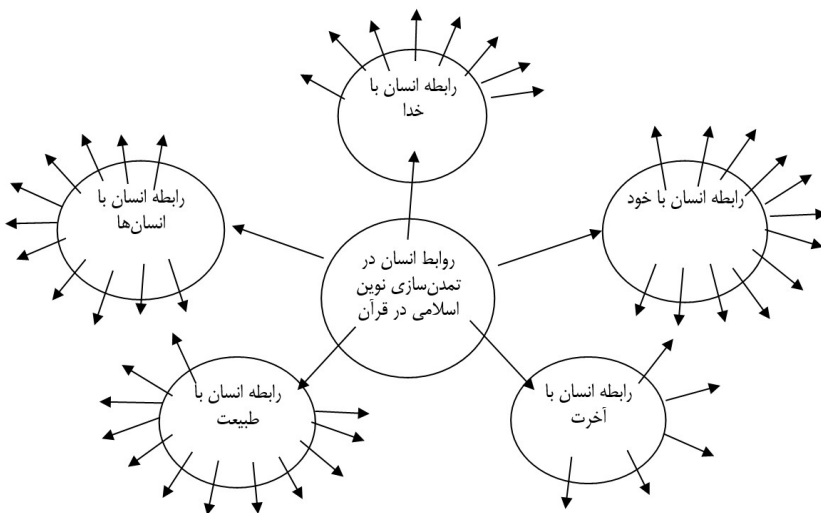 رابطه انسان با
خدا
رابطه انسان با خود
رابطه انسان با
انسان‌ها
روابط انسان در
تمدن‌سازی نوین
اسلامی در قرآن
رابطه انسان با
آخرت
رابطه انسان با
طبیعت